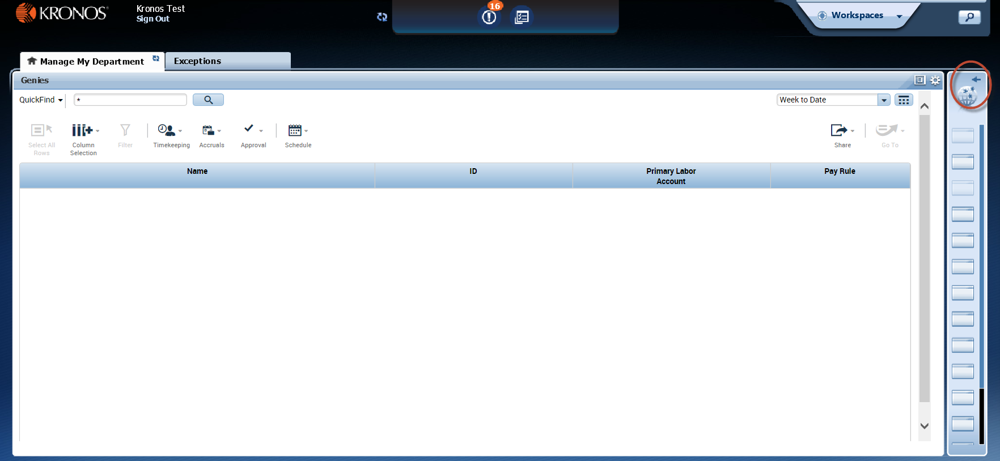 KRONOS
Kronos Test
Sign Out
16
Workspaces
Manage My Department
Exceptions
Genies
QuickFind
*
Week to Date
Select All
Rows
Column
Selection
Filter
Timekeeping
Accruals
Approval
Schedule
Share
Go To
Name
ID
Primary Labor
Account
Pay Rule